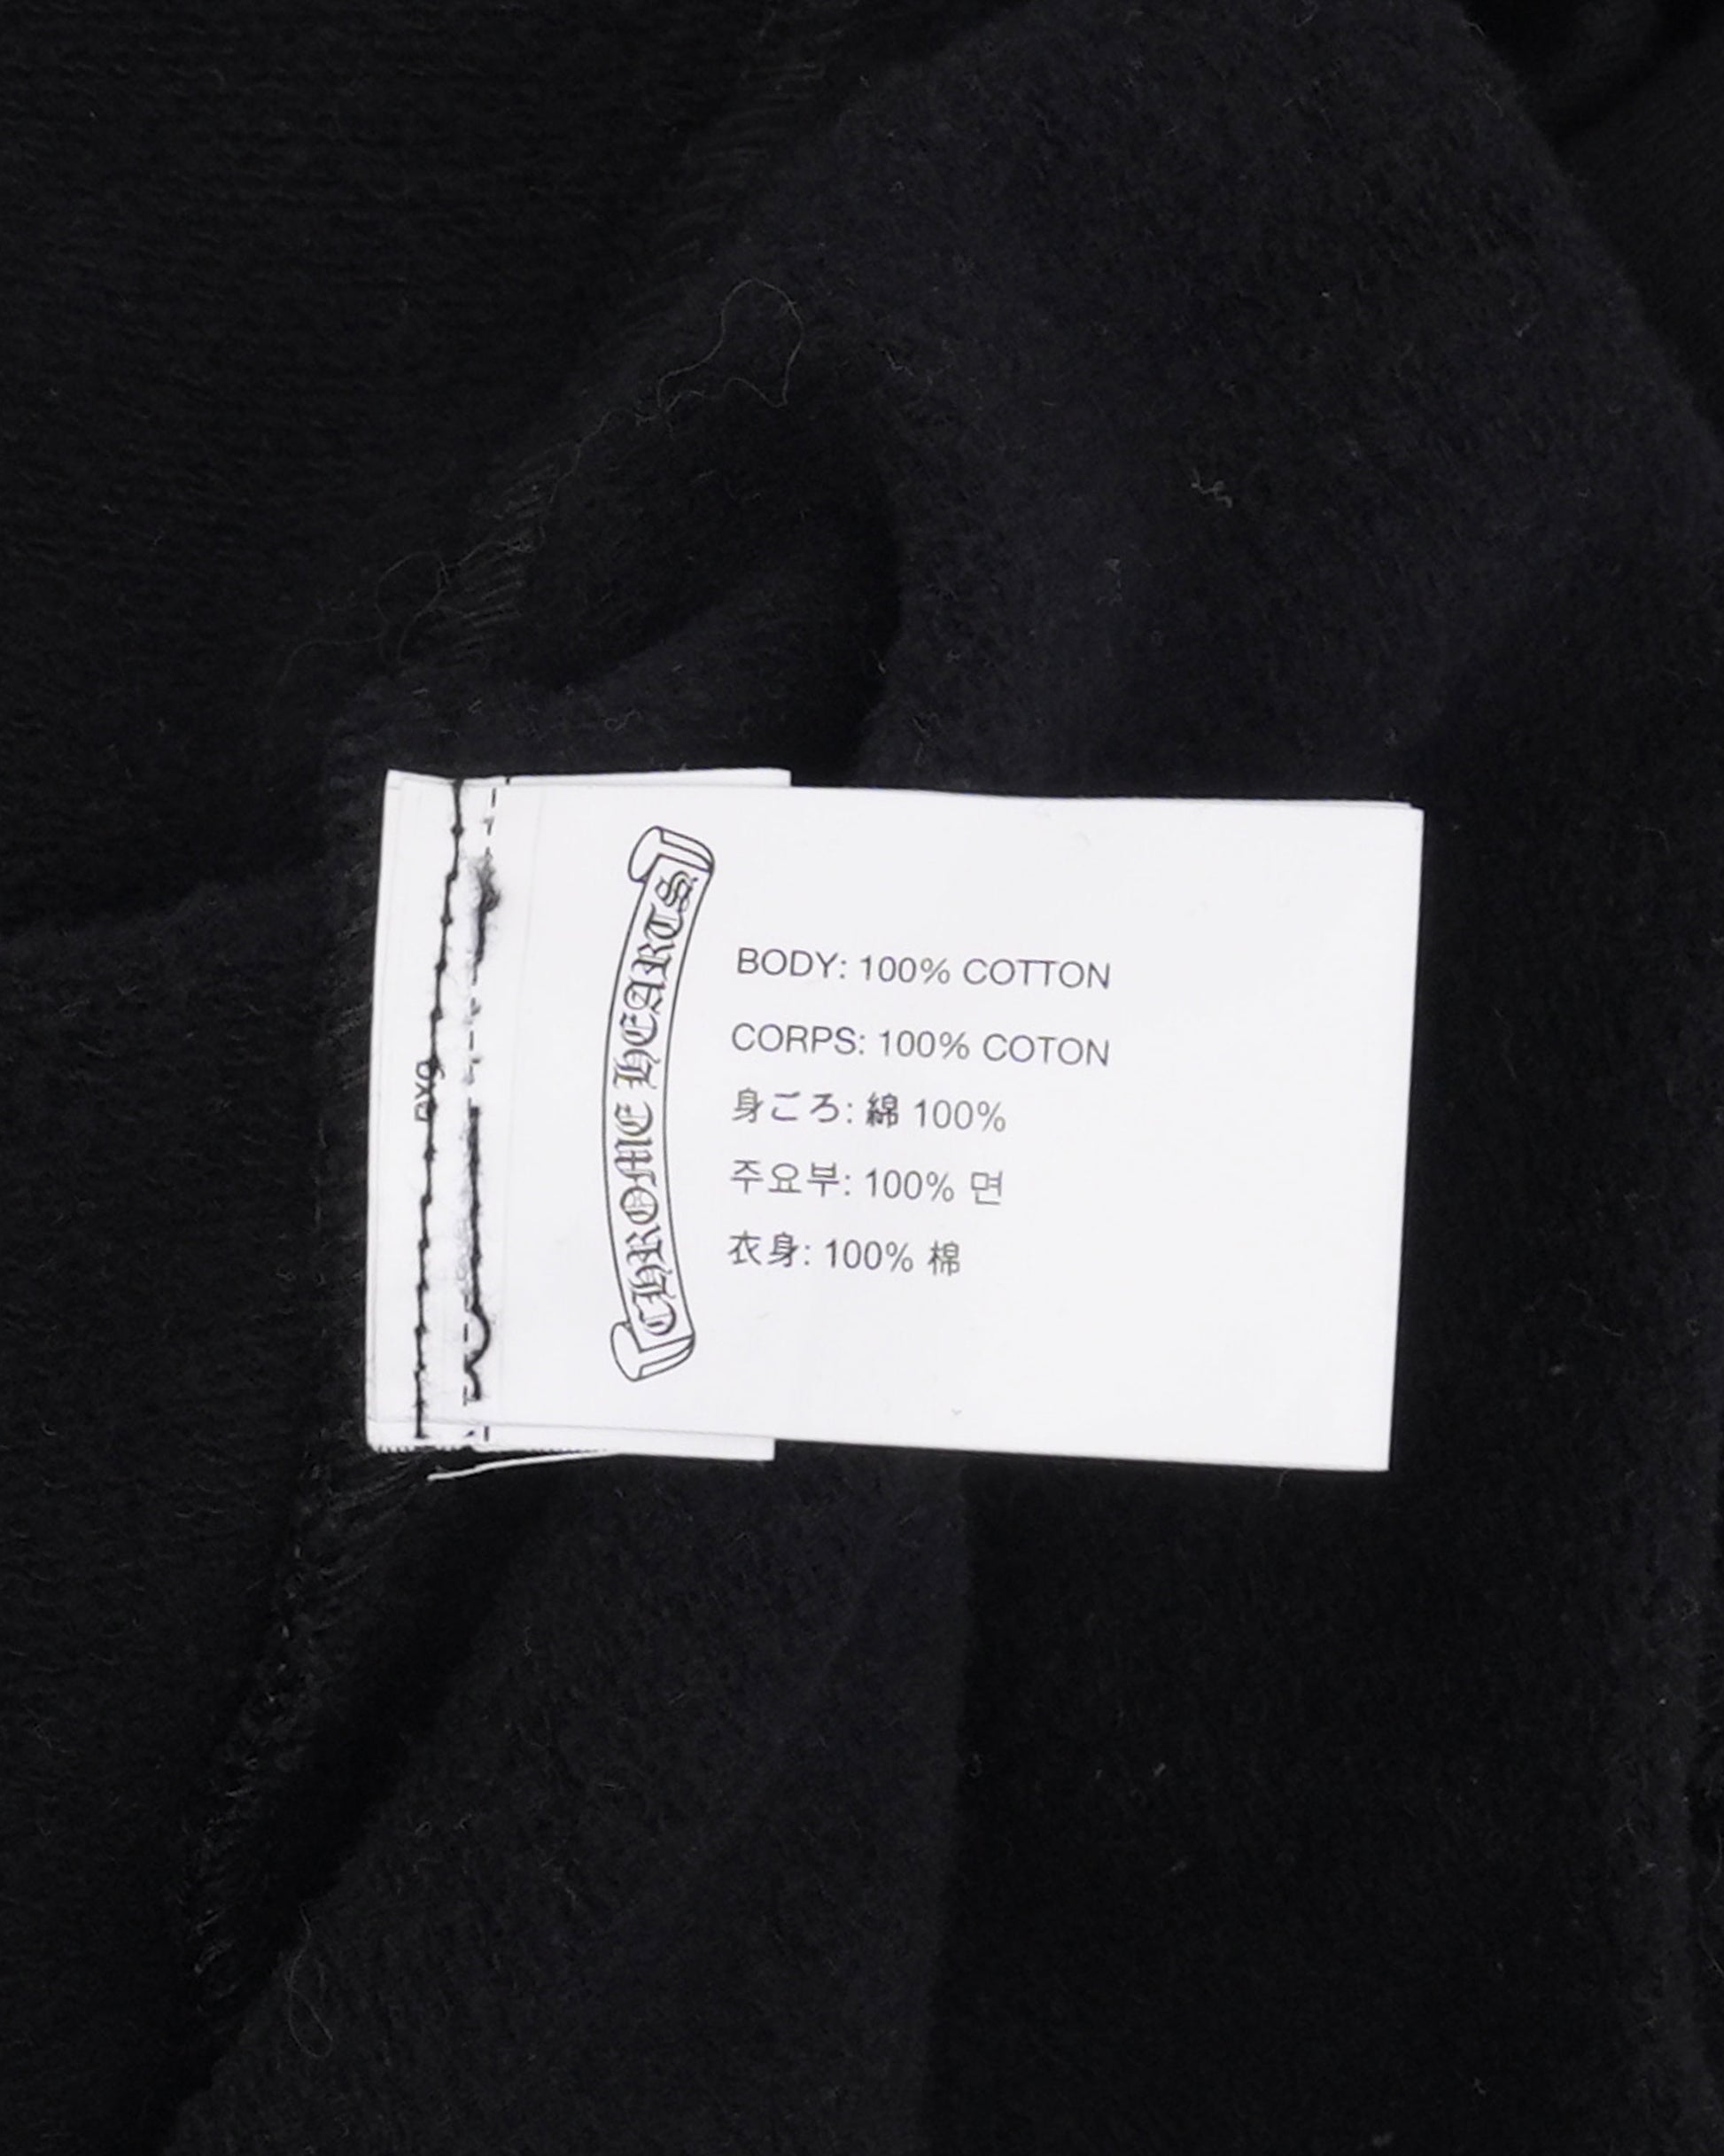 CHROME HEARTS
BODY: 100% COTTON
CORPS: 100% COTON
身ごろ: 綿 100%
주요부: 100% 면
衣身: 100% 棉